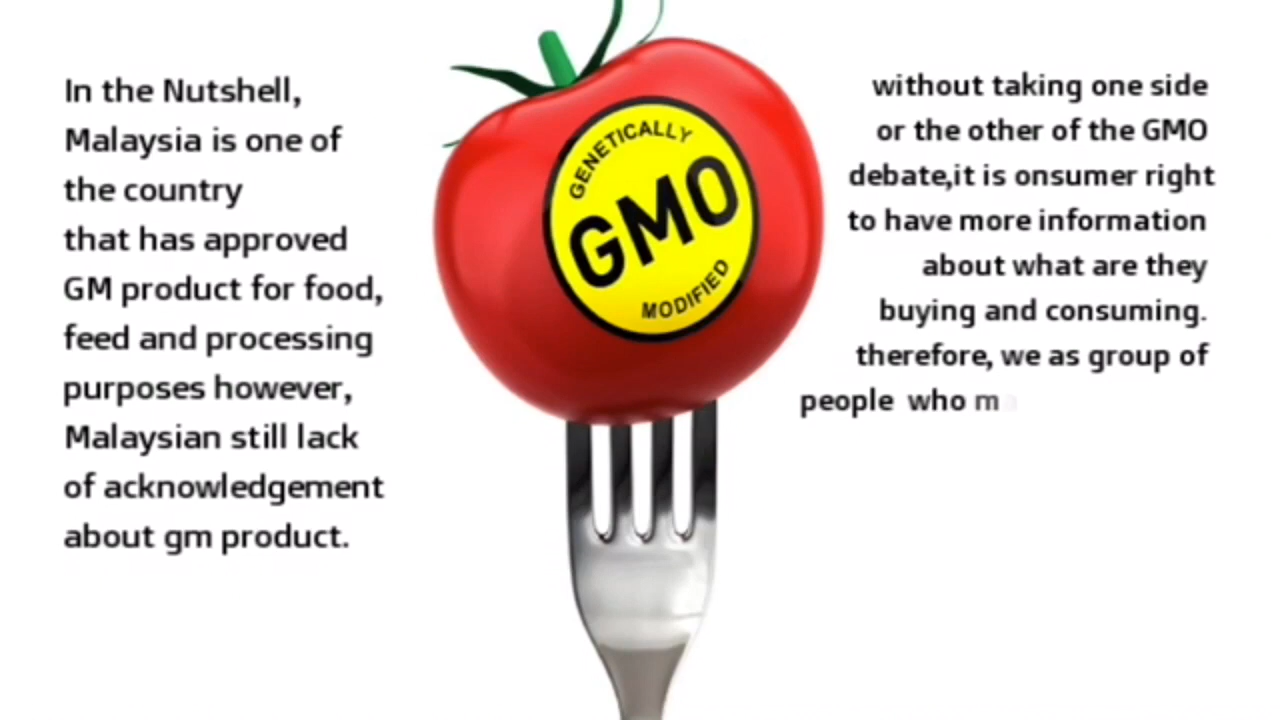 In the Nutshell,
Malaysia is one of
the country
that has approved
GM product for food,
feed and processing
purposes however,
Malaysian still lack
of acknowledgement
about gm product.
GENETICALLY
GMO
MODIFIED
without taking one side
or the other of the GMO
debate,it is onsumer right
to have more information
about what are they
buying and consuming.
therefore, we as group of
people who m